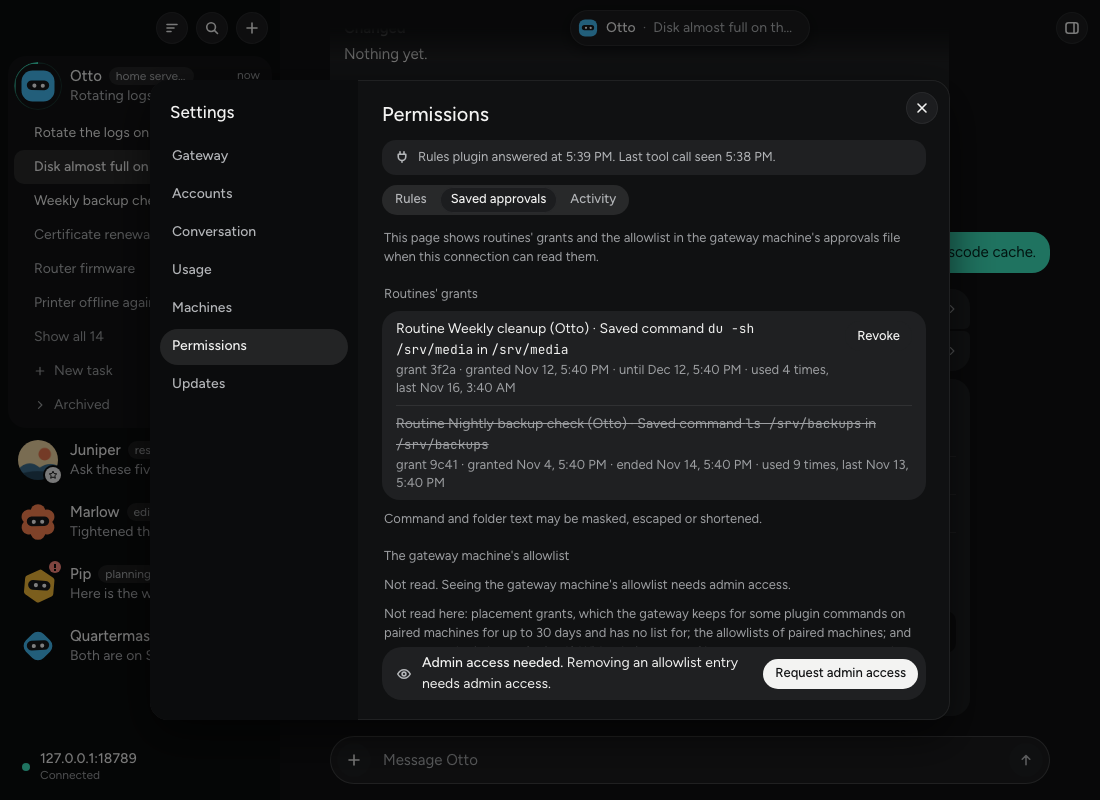 Otto · Disk almost full on th...
Nothing yet.
Otto home serve... now
Rotating logs
Rotate the logs on
Disk almost full on
Weekly backup che
Certificate renewa
Router firmware
Printer offline again
Show all 14
New task
Archived
Juniper res
Ask these five
Marlow edi
Tightened th
Pip planning
Here is the w
Quartermas
Both are on S
127.0.0.1:18789
Connected
scode cache.
Message Otto
Settings
Gateway
Accounts
Conversation
Usage
Machines
Permissions
Updates
Permissions
Rules plugin answered at 5:39 PM. Last tool call seen 5:38 PM.
Rules Saved approvals Activity
This page shows routines' grants and the allowlist in the gateway machine's approvals file
when this connection can read them.
Routines' grants
Routine Weekly cleanup (Otto) · Saved command du -sh
/srv/media in /srv/media
Revoke
grant 3f2a · granted Nov 12, 5:40 PM · until Dec 12, 5:40 PM · used 4 times,
last Nov 16, 3:40 AM
Routine Nightly backup check (Otto) · Saved command ls /srv/backups in
/srv/backups
grant 9c41 · granted Nov 4, 5:40 PM · ended Nov 14, 5:40 PM · used 9 times, last Nov 13,
5:40 PM
Command and folder text may be masked, escaped or shortened.
The gateway machine's allowlist
Not read. Seeing the gateway machine's allowlist needs admin access.
Not read here: placement grants, which the gateway keeps for some plugin commands on
paired machines for up to 30 days and has no list for; the allowlists of paired machines; and
Admin access needed. Removing an allowlist entry
needs admin access.
Request admin access